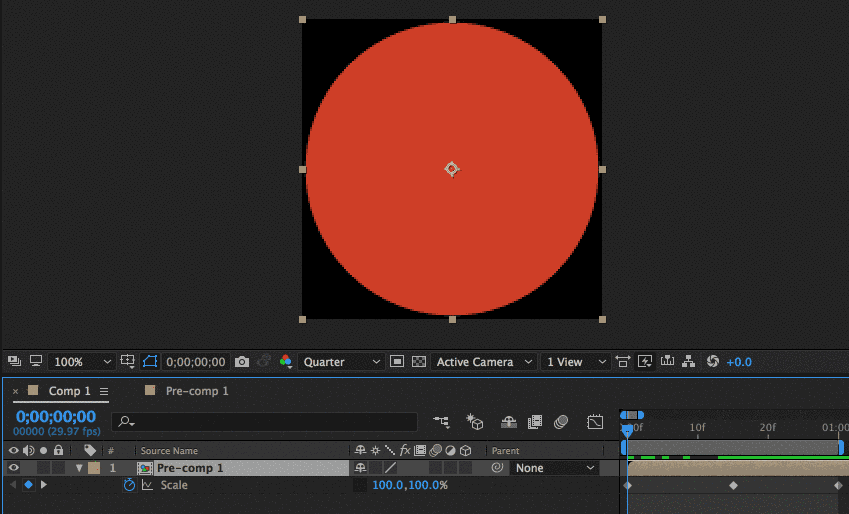 100% 0;00;00;00 Quarter Active Camera 1 View +0.0
× Comp 1 Pre-comp 1
0;00;00;00
00000 (29.97 fps)
:00f 10f 20f 01:00
# Source Name fx Parent
1 Pre-comp 1 None
Scale 100.0,100.0%